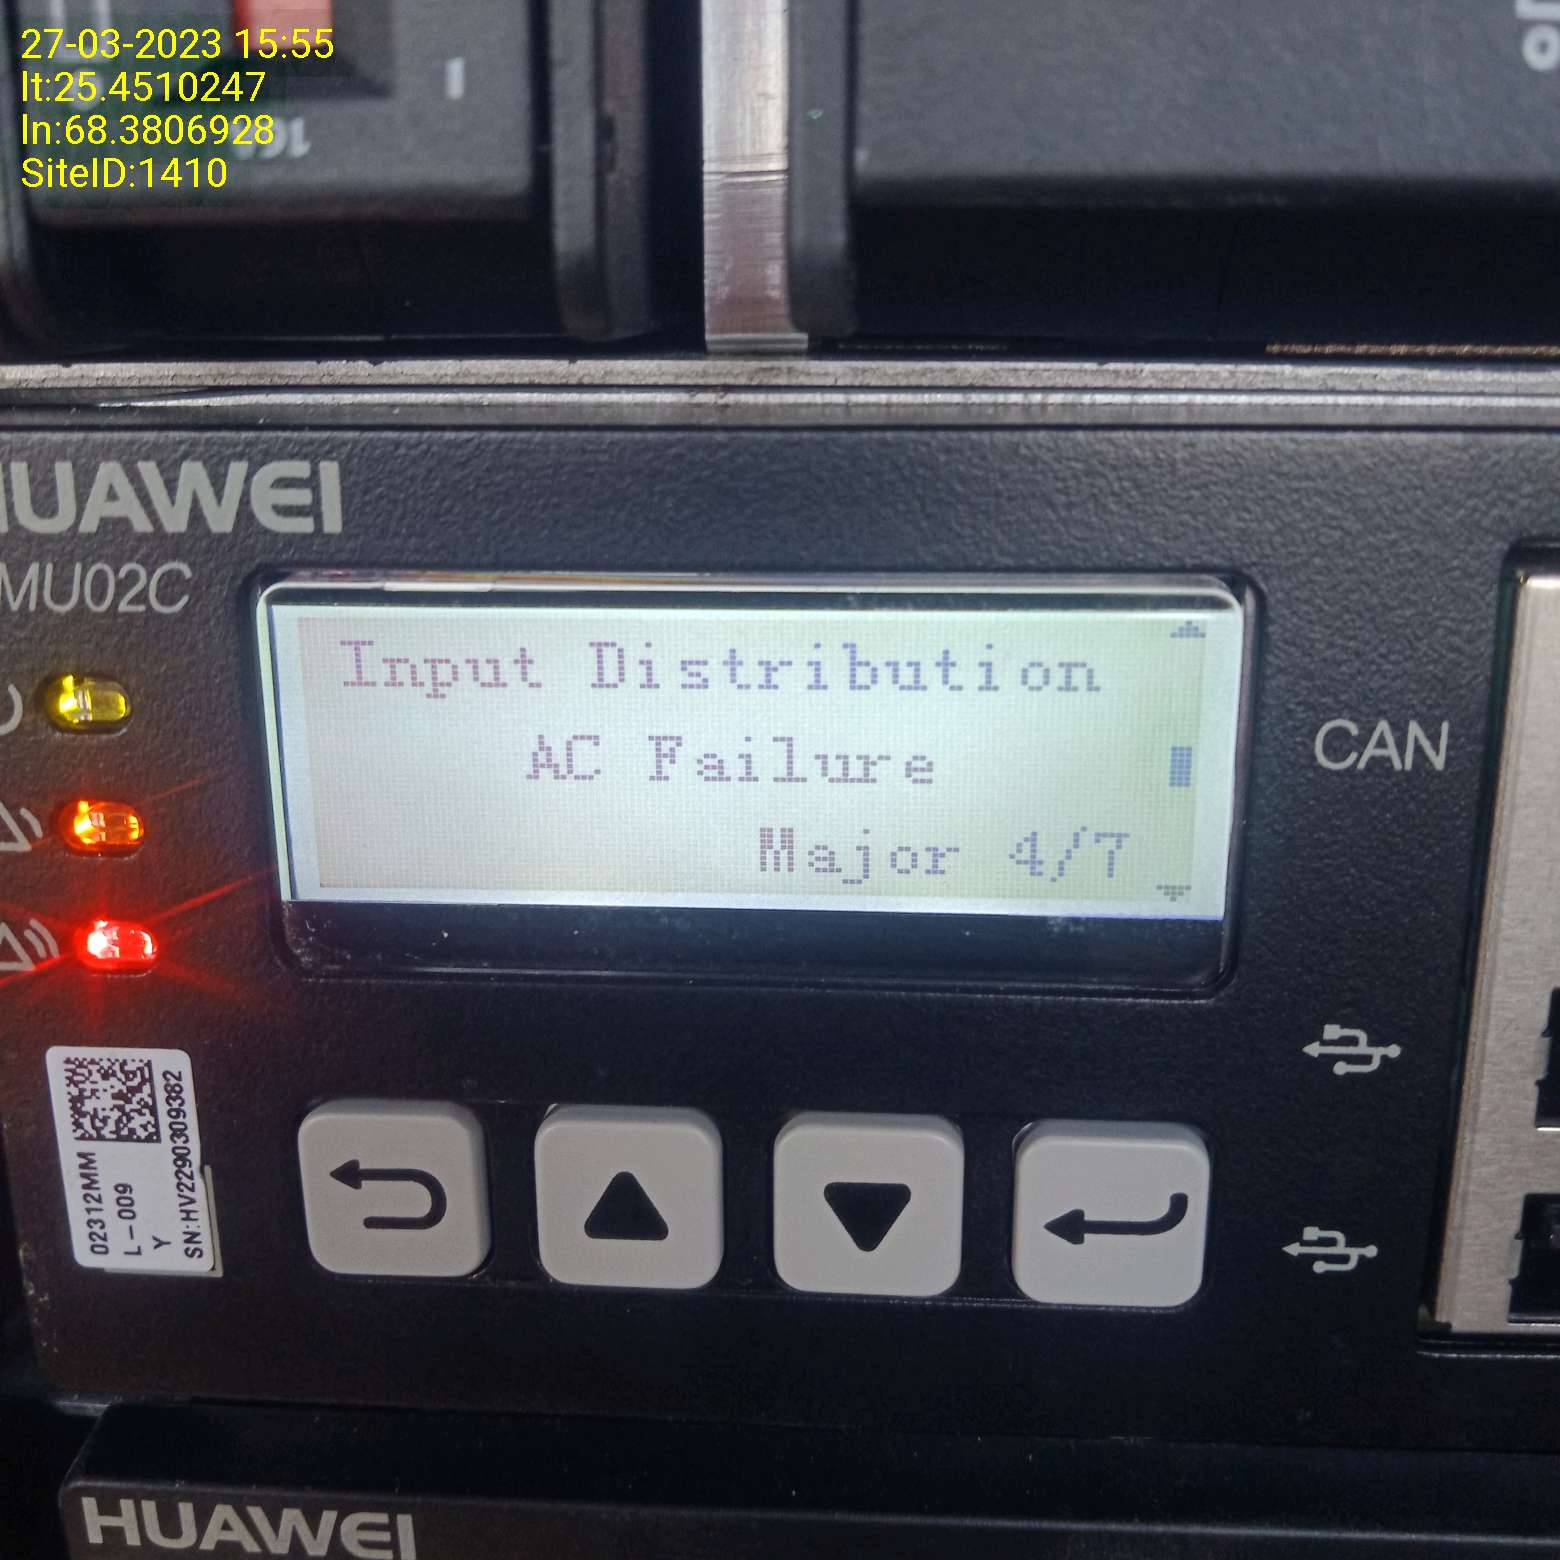 27-03-2023 15:55
lt:25.4510247
ln:68.3806928
SiteID:1410
HUAWEI
MU02C
Input Distribution
AC Failure
Major 4/7
CAN
02312MM
L-009
Y
SN:HV2290309382
HUAWEI